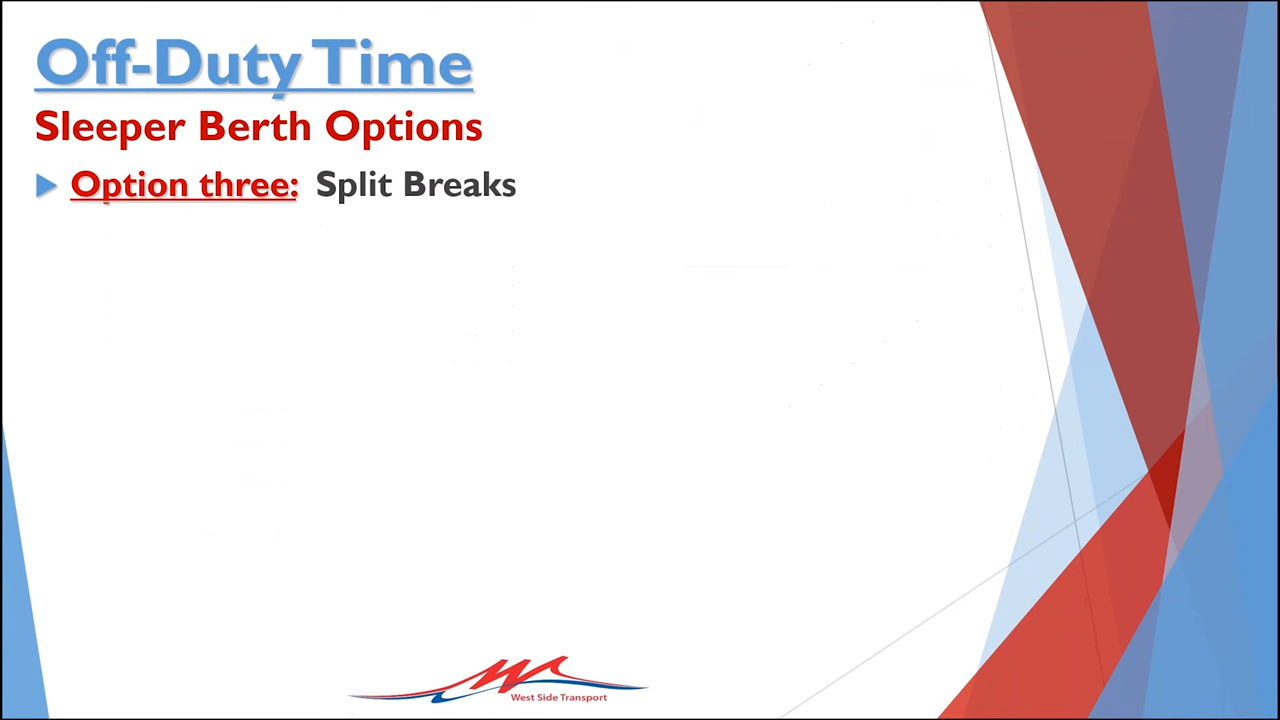 Off-Duty Time
Sleeper Berth Options
Option three: Split Breaks
West Side Transport